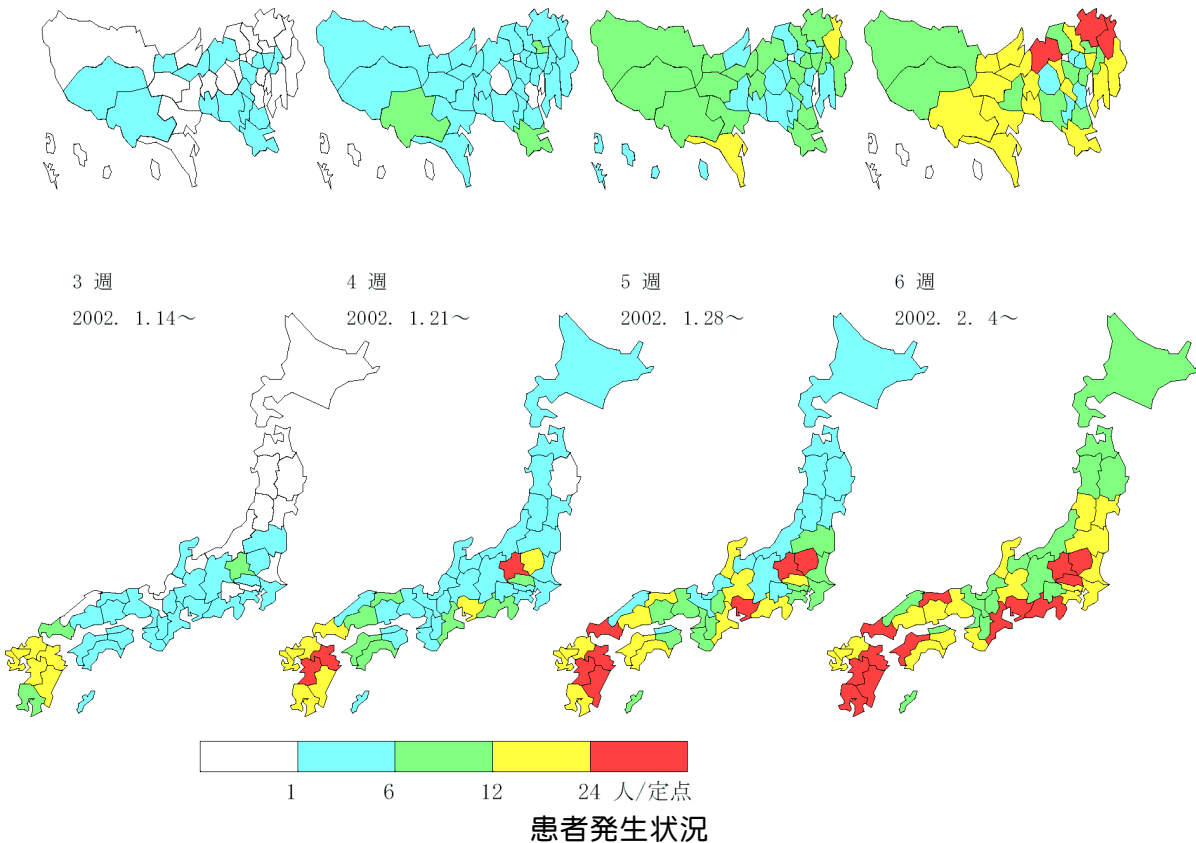 3 週
2002. 1.14～
4 週
2002. 1.21～
5 週
2002. 1.28～
6 週
2002. 2. 4～
1 6 12 24 人/定点
患者発生状況